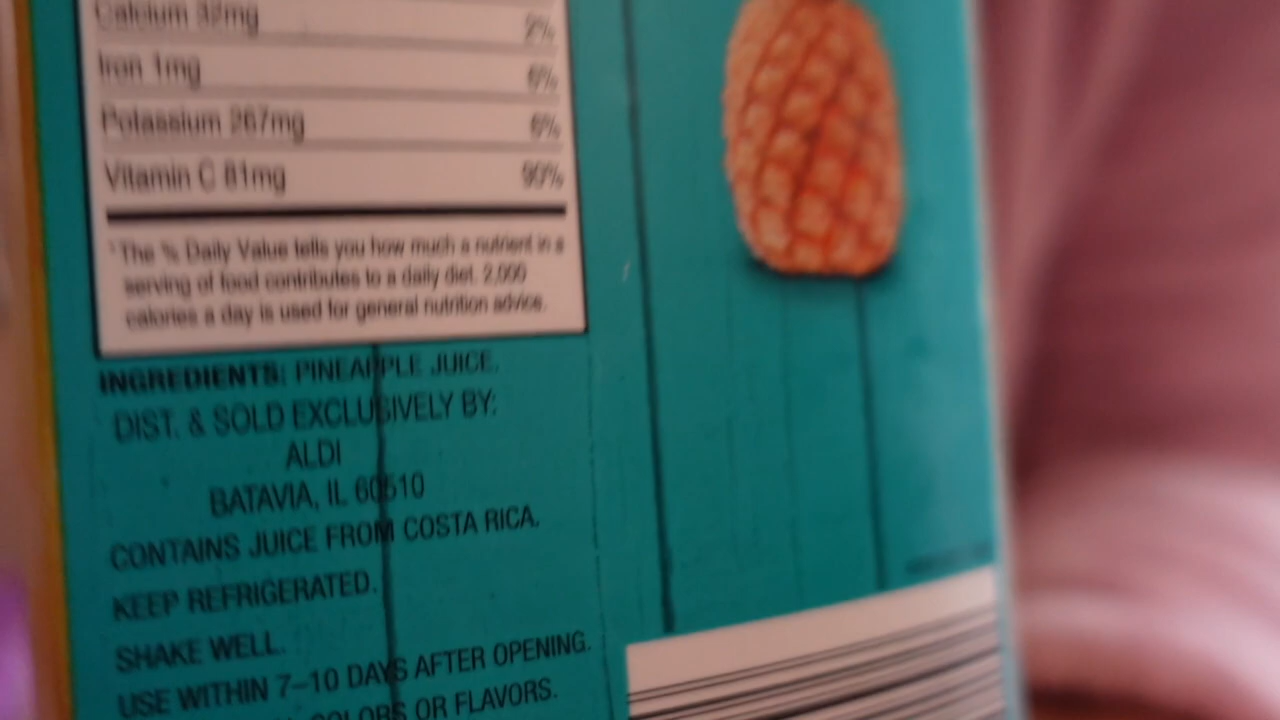 Calcium 32mg 2%
Iron 1mg 6%
Potassium 267mg 6%
Vitamin C 81mg 90%
*The % Daily Value tells you how much a nutrient in a
serving of food contributes to a daily diet. 2,000
calories a day is used for general nutrition advice.
INGREDIENTS: PINEAPPLE JUICE.
DIST. & SOLD EXCLUSIVELY BY:
ALDI
BATAVIA, IL 60510
CONTAINS JUICE FROM COSTA RICA.
KEEP REFRIGERATED.
SHAKE WELL.
USE WITHIN 7-10 DAYS AFTER OPENING.
COLORS OR FLAVORS.